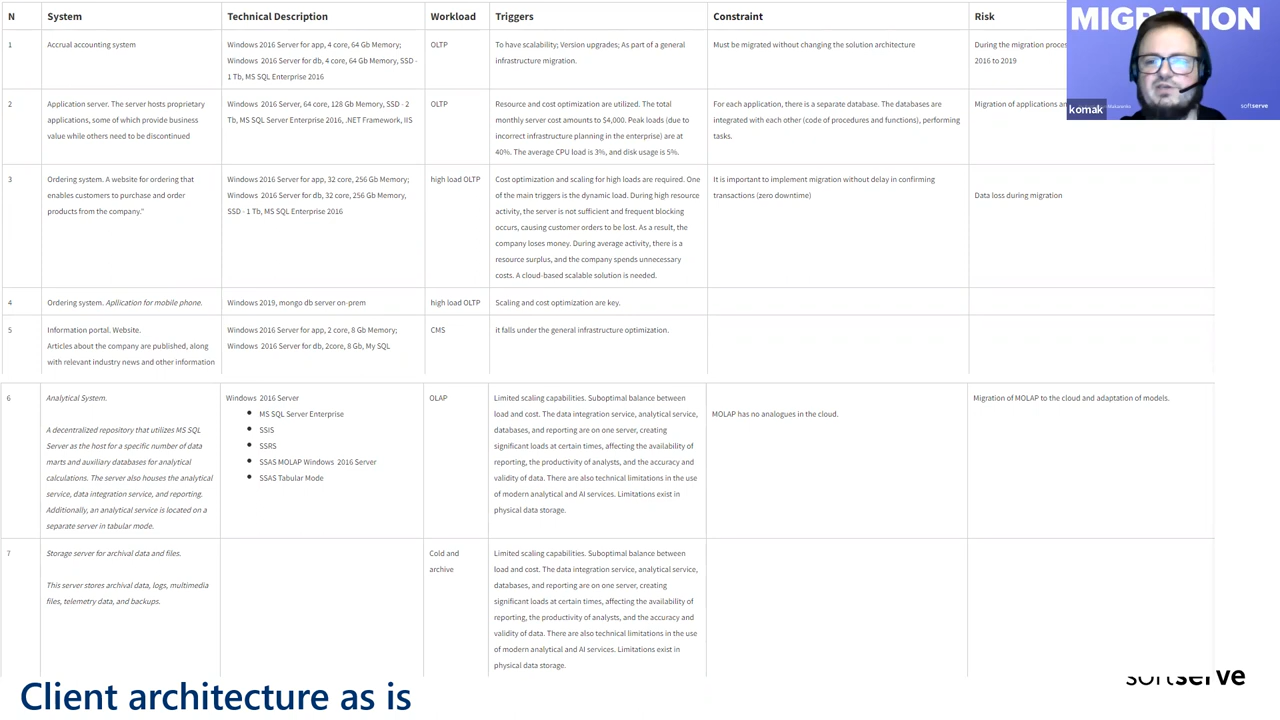 N System Technical Description Workload Triggers Constraint Risk
MIGRATION
1 Accrual accounting system Windows 2016 Server for app, 4 core, 64 Gb Memory; OLTP To have scalability; Version upgrades; As part of a general Must be migrated without changing the solution architecture During the migration proces
Windows 2016 Server for db, 4 core, 64 Gb Memory, SSD - infrastructure migration. 2016 to 2019
1 Tb, MS SQL Enterprise 2016
komak
softserve
2 Application server. The server hosts proprietary Windows 2016 Server, 64 core, 128 Gb Memory, SSD - 2 OLTP Resource and cost optimization are utilized. The total For each application, there is a separate database. The databases are Migration of applications an
applications, some of which provide business Tb, MS SQL Server Enterprise 2016, .NET Framework, IIS monthly server cost amounts to $4,000. Peak loads (due to integrated with each other (code of procedures and functions), performing
value while others need to be discontinued incorrect infrastructure planning in the enterprise) are at tasks.
40%. The average CPU load is 3%, and disk usage is 5%.
3 Ordering system. A website for ordering that Windows 2016 Server for app, 32 core, 256 Gb Memory; high load OLTP Cost optimization and scaling for high loads are required. One It is important to implement migration without delay in confirming
enables customers to purchase and order Windows 2016 Server for db, 32 core, 256 Gb Memory, of the main triggers is the dynamic load. During high resource transactions (zero downtime) Data loss during migration
products from the company." SSD - 1 Tb, MS SQL Enterprise 2016 activity, the server is not sufficient and frequent blocking
occurs, causing customer orders to be lost. As a result, the
company loses money. During average activity, there is a
resource surplus, and the company spends unnecessary
costs. A cloud-based scalable solution is needed.
4 Ordering system. Apllication for mobile phone. Windows 2019, mongo db server on-prem high load OLTP Scaling and cost optimization are key.
5 Information portal. Website. Windows 2016 Server for app, 2 core, 8 Gb Memory; CMS it falls under the general infrastructure optimization.
Articles about the company are published, along Windows 2016 Server for db, 2core, 8 Gb, My SQL
with relevant industry news and other information
6 Analytical System. Windows 2016 Server OLAP Limited scaling capabilities. Suboptimal balance between Migration of MOLAP to the cloud and adaptation of models.
• MS SQL Server Enterprise load and cost. The data integration service, analytical service, MOLAP has no analogues in the cloud.
A decentralized repository that utilizes MS SQL • SSIS databases, and reporting are on one server, creating
Server as the host for a specific number of data • SSRS significant loads at certain times, affecting the availability of
marts and auxiliary databases for analytical • SSAS MOLAP Windows 2016 Server reporting, the productivity of analysts, and the accuracy and
calculations. The server also houses the analytical • SSAS Tabular Mode validity of data. There are also technical limitations in the use
service, data integration service, and reporting. of modern analytical and AI services. Limitations exist in
Additionally, an analytical service is located on a physical data storage.
separate server in tabular mode.
7 Storage server for archival data and files. Cold and Limited scaling capabilities. Suboptimal balance between
archive load and cost. The data integration service, analytical service,
This server stores archival data, logs, multimedia databases, and reporting are on one server, creating
files, telemetry data, and backups. significant loads at certain times, affecting the availability of
reporting, the productivity of analysts, and the accuracy and
validity of data. There are also technical limitations in the use
of modern analytical and AI services. Limitations exist in
physical data storage.
softserve
Client architecture as is